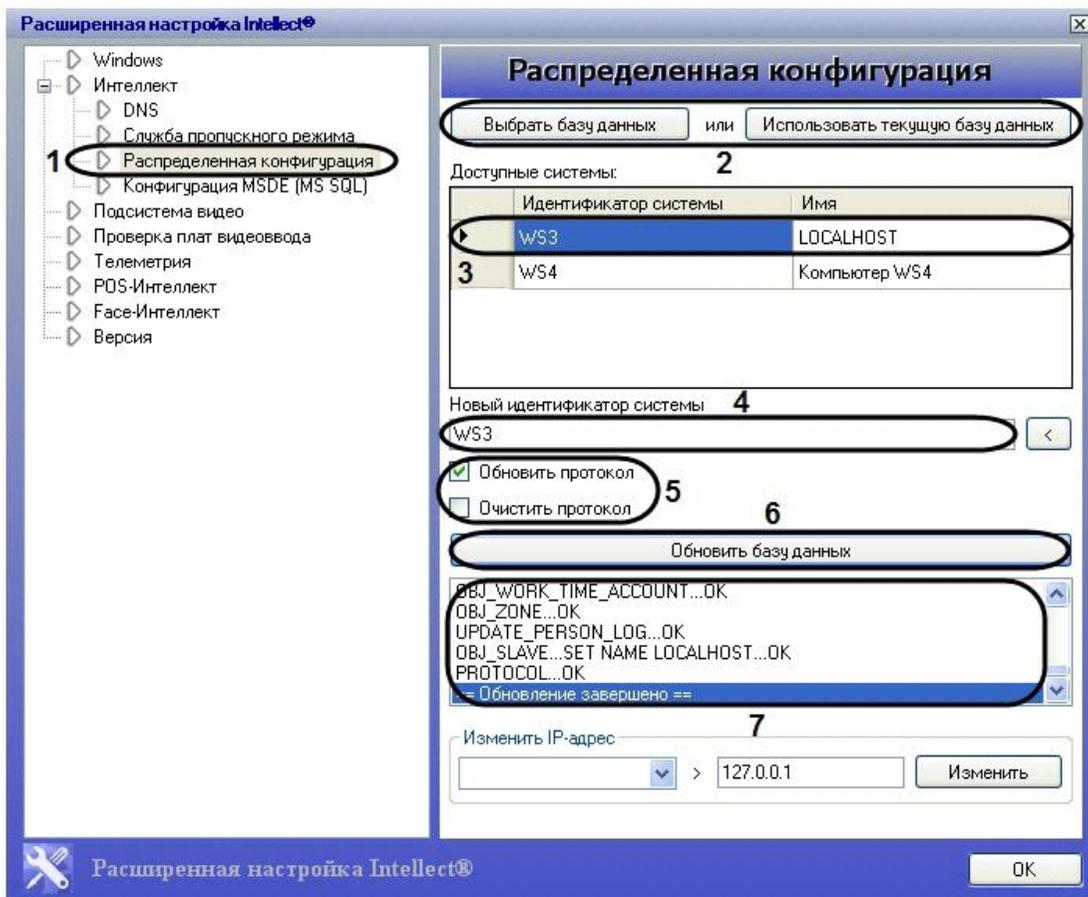 Расширенная настройка Intellect®
Windows
Интеллект
DNS
Служба пропускного режима
1
Распределенная конфигурация
Конфигурация MSDE (MS SQL)
Подсистема видео
Проверка плат видеоввода
Телеметрия
POS-Интеллект
Face-Интеллект
Версия
Распределенная конфигурация
Выбрать базу данных или Использовать текущую базу данных
2
Доступные системы:
Идентификатор системы Имя
WS3 LOCALHOST
3 WS4 Компьютер WS4
Новый идентификатор системы 4
WS3 <
Обновить протокол
5
Очистить протокол
6
Обновить базу данных
OBJ_WORK_TIME_ACCOUNT...OK
OBJ_ZONE...OK
UPDATE_PERSON_LOG...OK
OBJ_SLAVE...SET NAME LOCALHOST...OK
PROTOCOL...OK
== Обновление завершено ==
7
Изменить IP-адрес
> 127.0.0.1 Изменить
Расширенная настройка Intellect®
OK